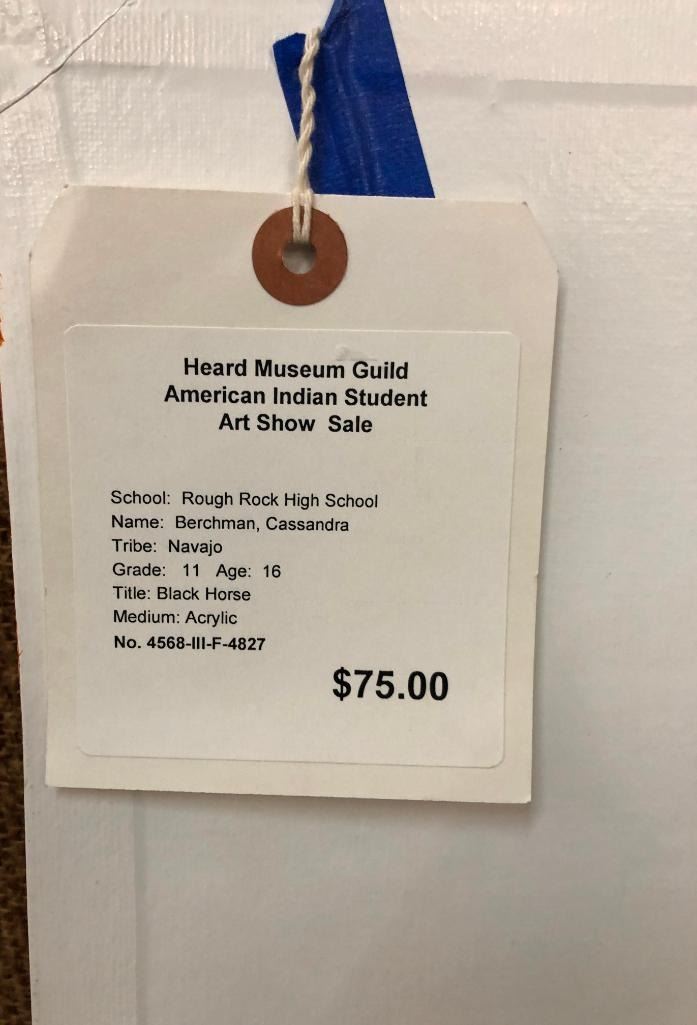 Heard Museum Guild
American Indian Student
Art Show Sale
School: Rough Rock High School
Name: Berchman, Cassandra
Tribe: Navajo
Grade: 11 Age: 16
Title: Black Horse
Medium: Acrylic
No. 4568-III-F-4827
$75.00